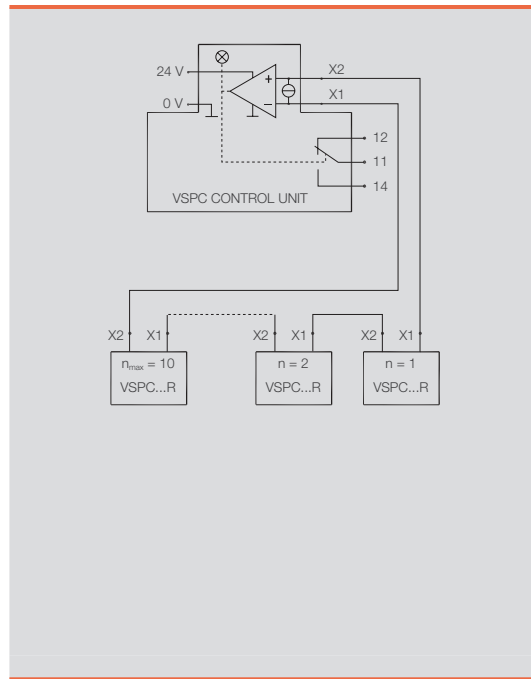 X2
24 V
+
X1
0 V
–
12
11
14
VSPC CONTROL UNIT
X2 X1 X2 X1 X2 X1
nmax = 10 n = 2 n = 1
VSPC...R VSPC...R VSPC...R